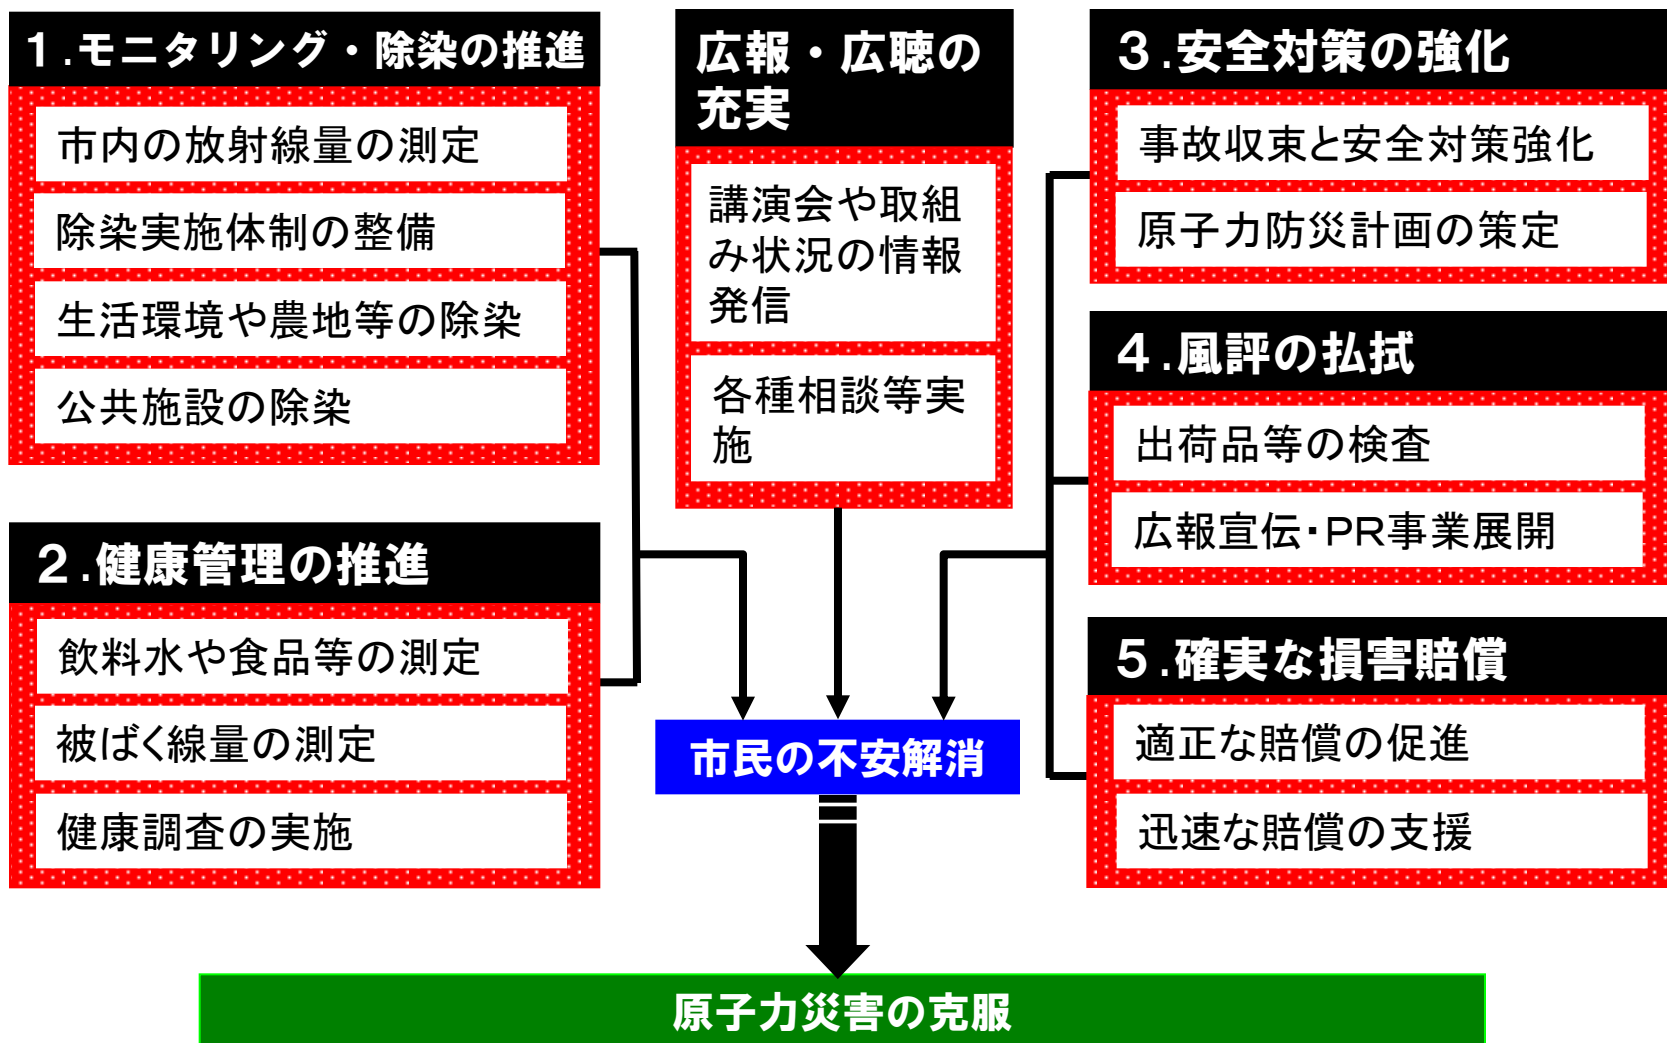 １.モニタリング・除染の推進
市内の放射線量の測定
除染実施体制の整備
生活環境や農地等の除染
公共施設の除染
２.健康管理の推進
飲料水や食品等の測定
被ばく線量の測定
健康調査の実施
広報・広聴の
充実
講演会や取組
み状況の情報
発信
各種相談等実
施
３.安全対策の強化
事故収束と安全対策強化
原子力防災計画の策定
４.風評の払拭
出荷品等の検査
広報宣伝・PR事業展開
５.確実な損害賠償
適正な賠償の促進
迅速な賠償の支援
市民の不安解消
原子力災害の克服